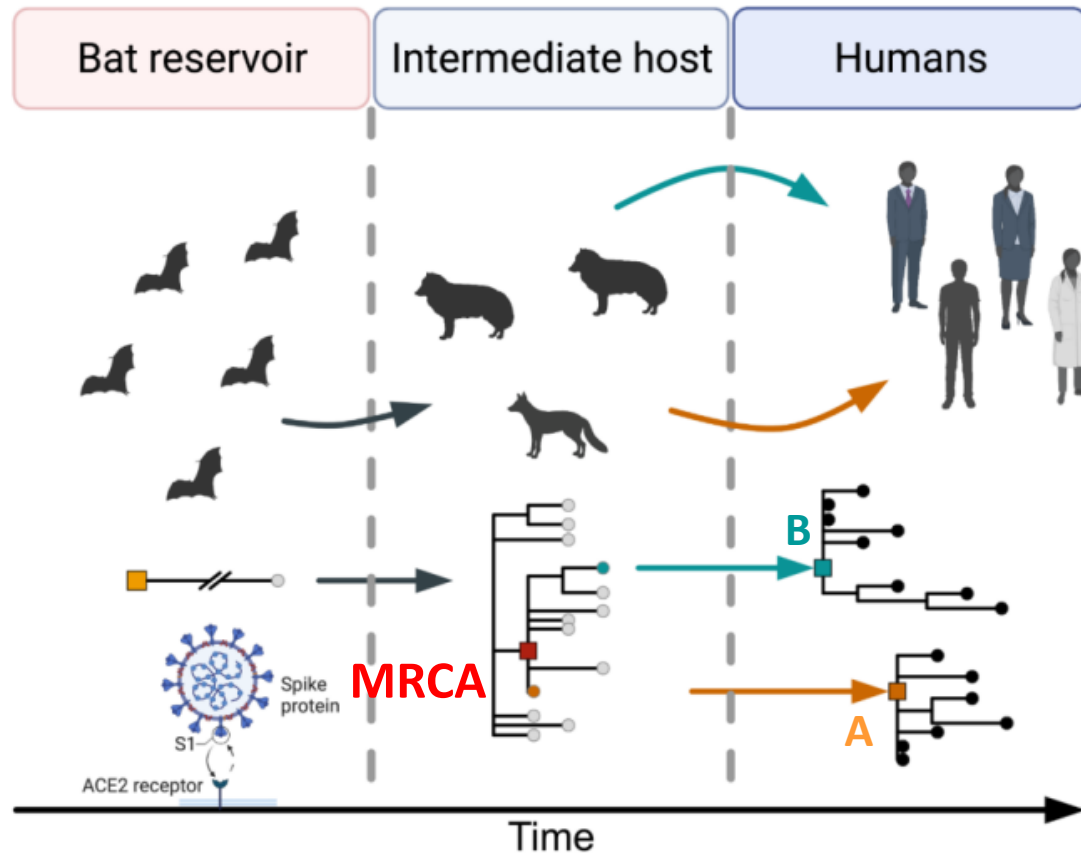 Bat reservoir
Intermediate host
Humans
B
MRCA
A
Spike
protein
S1
ACE2 receptor
Time